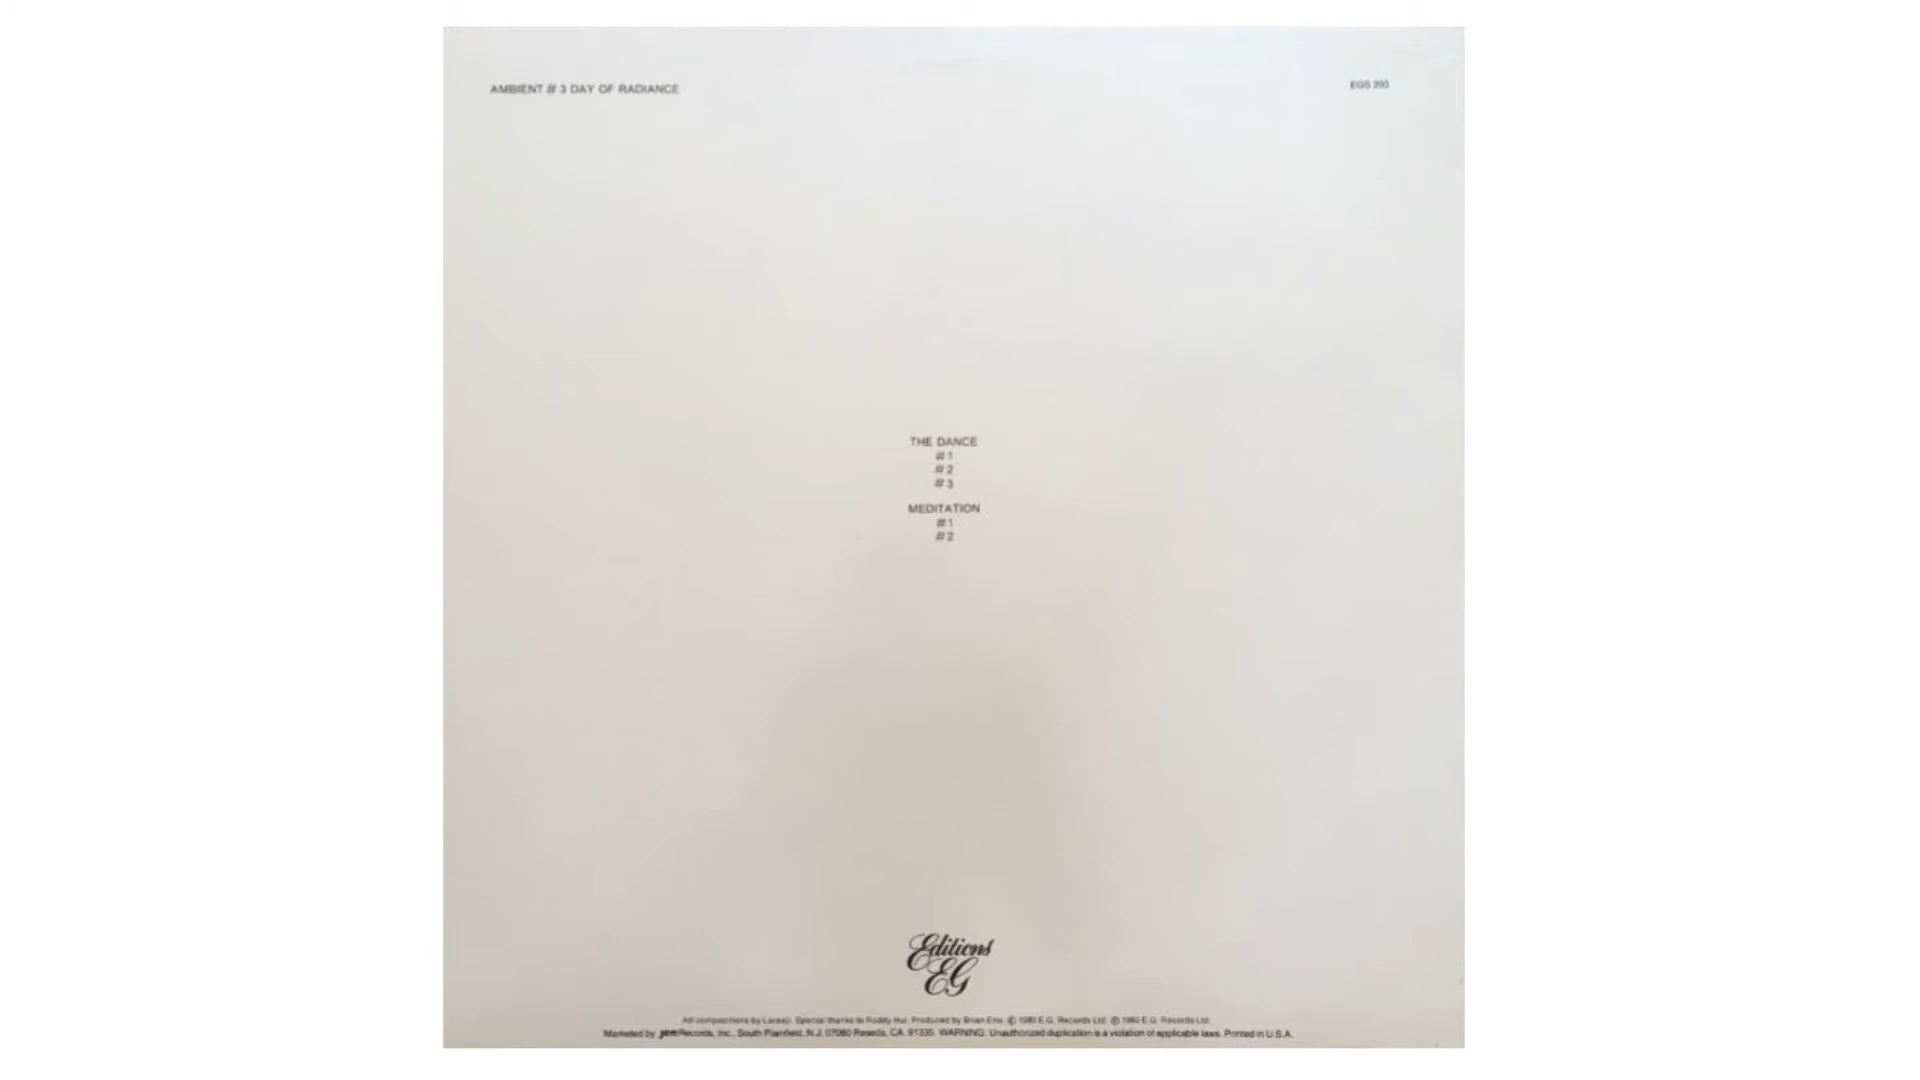 AMBIENT # 3 DAY OF RADIANCE
EGS 203
THE DANCE
# 1
# 2
# 3
MEDITATION
# 1
# 2
Editions
EG
All compositions by Laraaji. Special thanks to Roddy Hui. Produced by Brian Eno. © 1980 E.G. Records Ltd. ℗ 1980 E.G. Records Ltd.
Marketed by jem Records, Inc., South Plainfield, N.J. 07080 Reseda, CA. 91335. WARNING: Unauthorized duplication is a violation of applicable laws. Printed in U.S.A.